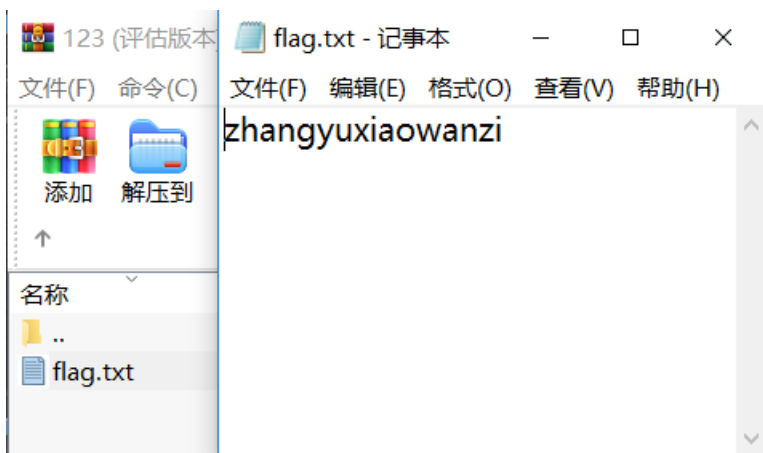 123 (评估版本
文件(F) 命令(C)
添加 解压到
名称
..
flag.txt
flag.txt - 记事本
文件(F) 编辑(E) 格式(O) 查看(V) 帮助(H)
zhangyuxiaowanzi